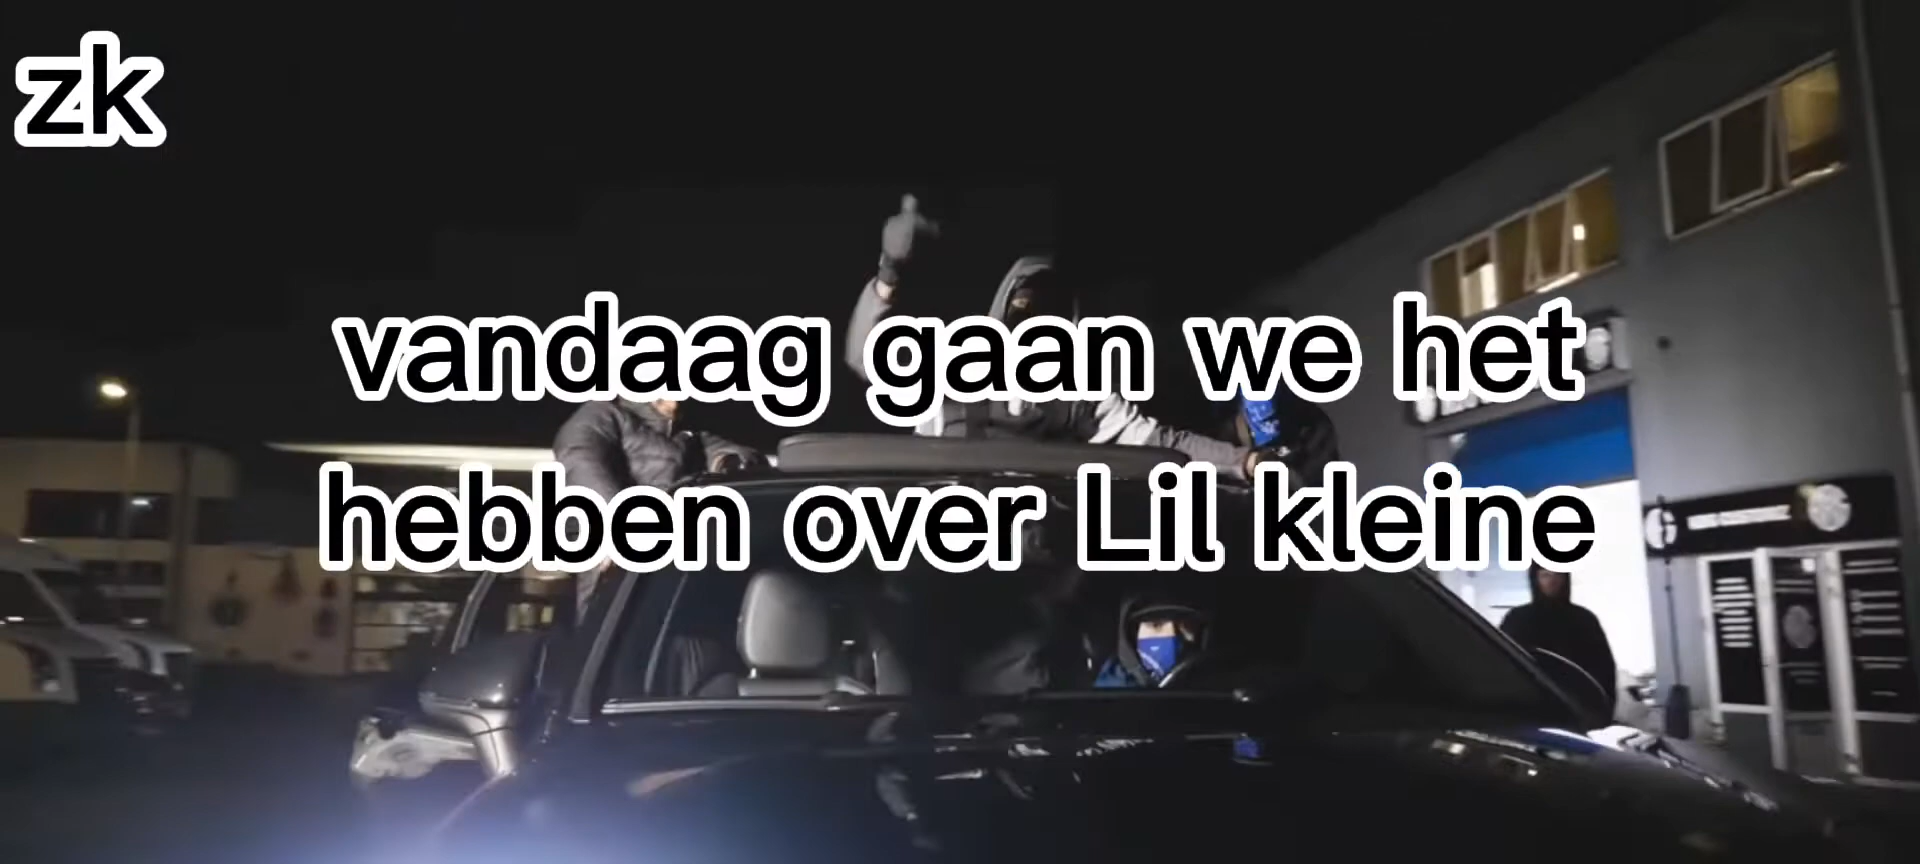 zk
vandaag gaan we het
hebben over Lil kleine